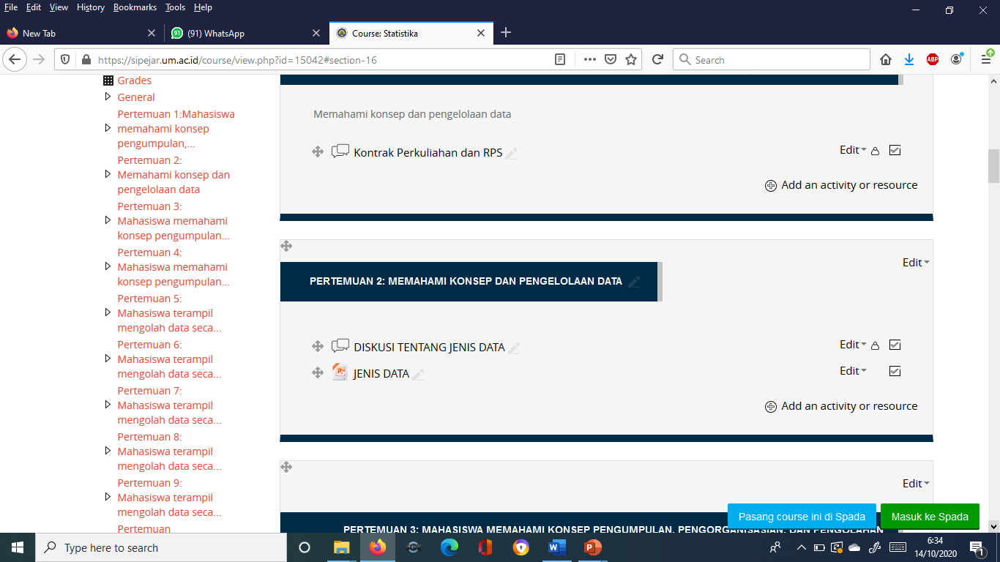 File Edit View History Bookmarks Tools Help
New Tab
(91) WhatsApp
Course: Statistika
https://sipejar.um.ac.id/course/view.php?id=15042#section-16
Search
ABP
Grades
General
Pertemuan 1:Mahasiswa
memahami konsep
pengumpulan,...
Pertemuan 2:
Memahami konsep dan
pengelolaan data
Pertemuan 3:
Mahasiswa memahami
konsep pengumpulan...
Pertemuan 4:
Mahasiswa memahami
konsep pengumpulan...
Pertemuan 5:
Mahasiswa terampil
mengolah data seca...
Pertemuan 6:
Mahasiswa terampil
mengolah data seca...
Pertemuan 7:
Mahasiswa terampil
mengolah data seca...
Pertemuan 8:
Mahasiswa terampil
mengolah data seca...
Pertemuan 9:
Mahasiswa terampil
mengolah data seca...
Pertemuan
Memahami konsep dan pengelolaan data
Kontrak Perkuliahan dan RPS
Edit
Add an activity or resource
Edit
PERTEMUAN 2: MEMAHAMI KONSEP DAN PENGELOLAAN DATA
DISKUSI TENTANG JENIS DATA
Edit
JENIS DATA
Edit
Add an activity or resource
Edit
PERTEMUAN 3: MAHASISWA MEMAHAMI KONSEP PENGUMPULAN, PENGORGANISASIAN, DAN PENGOLAHAN
Pasang course ini di Spada
Masuk ke Spada
Type here to search
6:34
14/10/2020
1